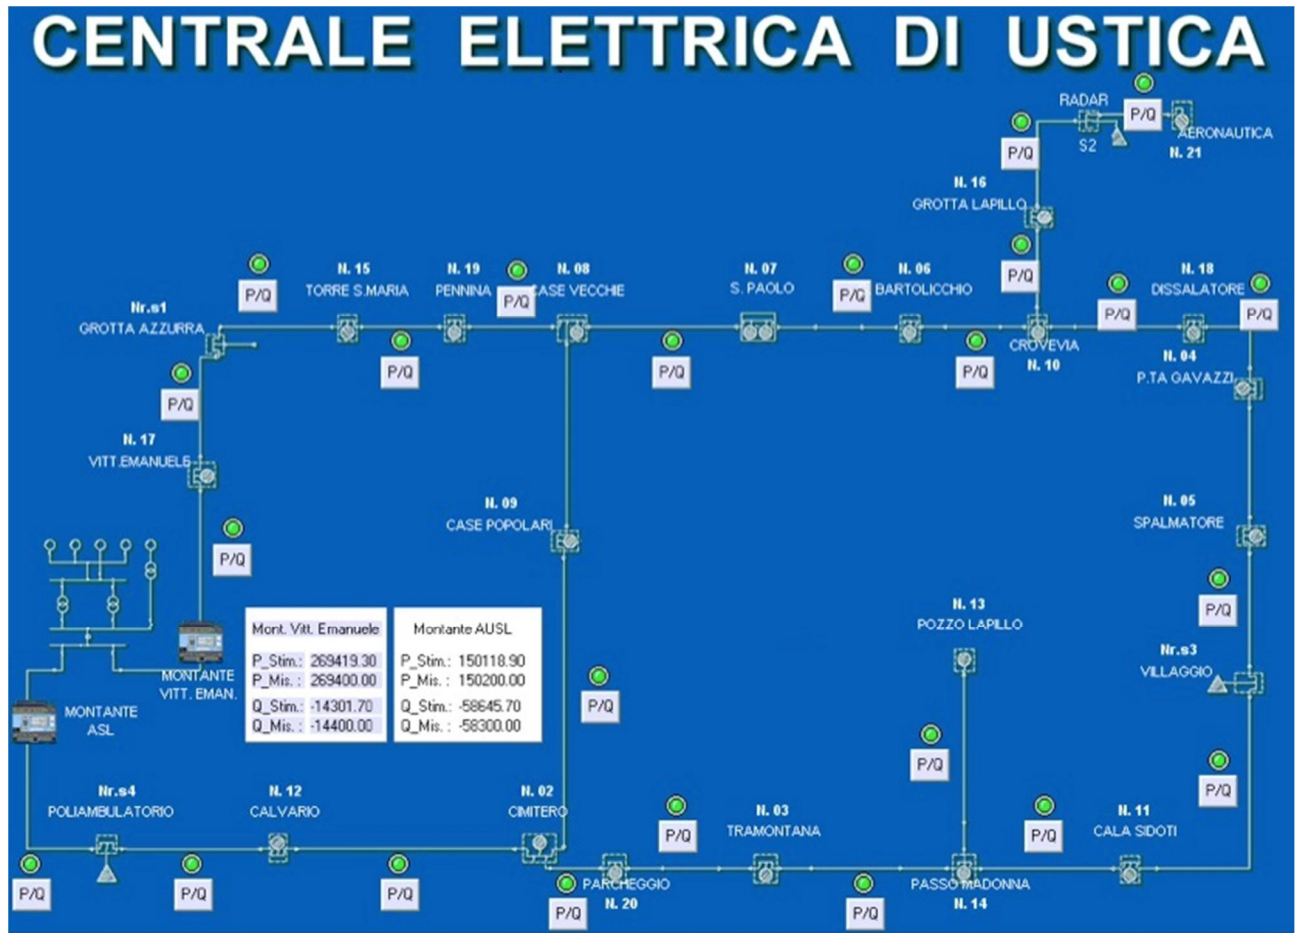 CENTRALE ELETTRICA DI USTICA
RADAR
P/Q
AERONAUTICA
S2
N. 21
P/Q
N. 16
GROTTA LAPILLO
P/Q
N. 15
TORRE S.MARIA
N. 19
PENNINA
N. 08
CASE VECCHIE
N. 07
S. PAOLO
N. 06
BARTOLICCHIO
N. 18
DISSALATORE
P/Q
P/Q
P/Q
P/Q
P/Q
Nr.s1
GROTTA AZZURRA
CROVEVIA
N. 10
N. 04
P.TA GAVAZZI
P/Q
P/Q
P/Q
P/Q
N. 17
VITT.EMANUELE
N. 09
CASE POPOLARI
N. 05
SPALMATORE
P/Q
P/Q
N. 13
POZZO LAPILLO
Mont. Vitt. Emanuele
P_Stim.: 269419.30
P_Mis. : 269400.00
Q_Stim.: -14301.70
Q_Mis. : -14400.00
Montante AUSL
P_Stim.: 150118.90
P_Mis. : 150200.00
Q_Stim.: -58645.70
Q_Mis. : -58300.00
MONTANTE
VITT. EMAN.
Nr.s3
VILLAGGIO
MONTANTE
ASL
P/Q
P/Q
P/Q
Nr.s4
POLIAMBULATORIO
N. 12
CALVARIO
N. 02
CIMITERO
N. 03
TRAMONTANA
N. 11
CALA SIDOTI
P/Q
P/Q
P/Q
P/Q
P/Q
P/Q
P/Q
PARCHEGGIO
N. 20
P/Q
PASSO MADONNA
N. 14